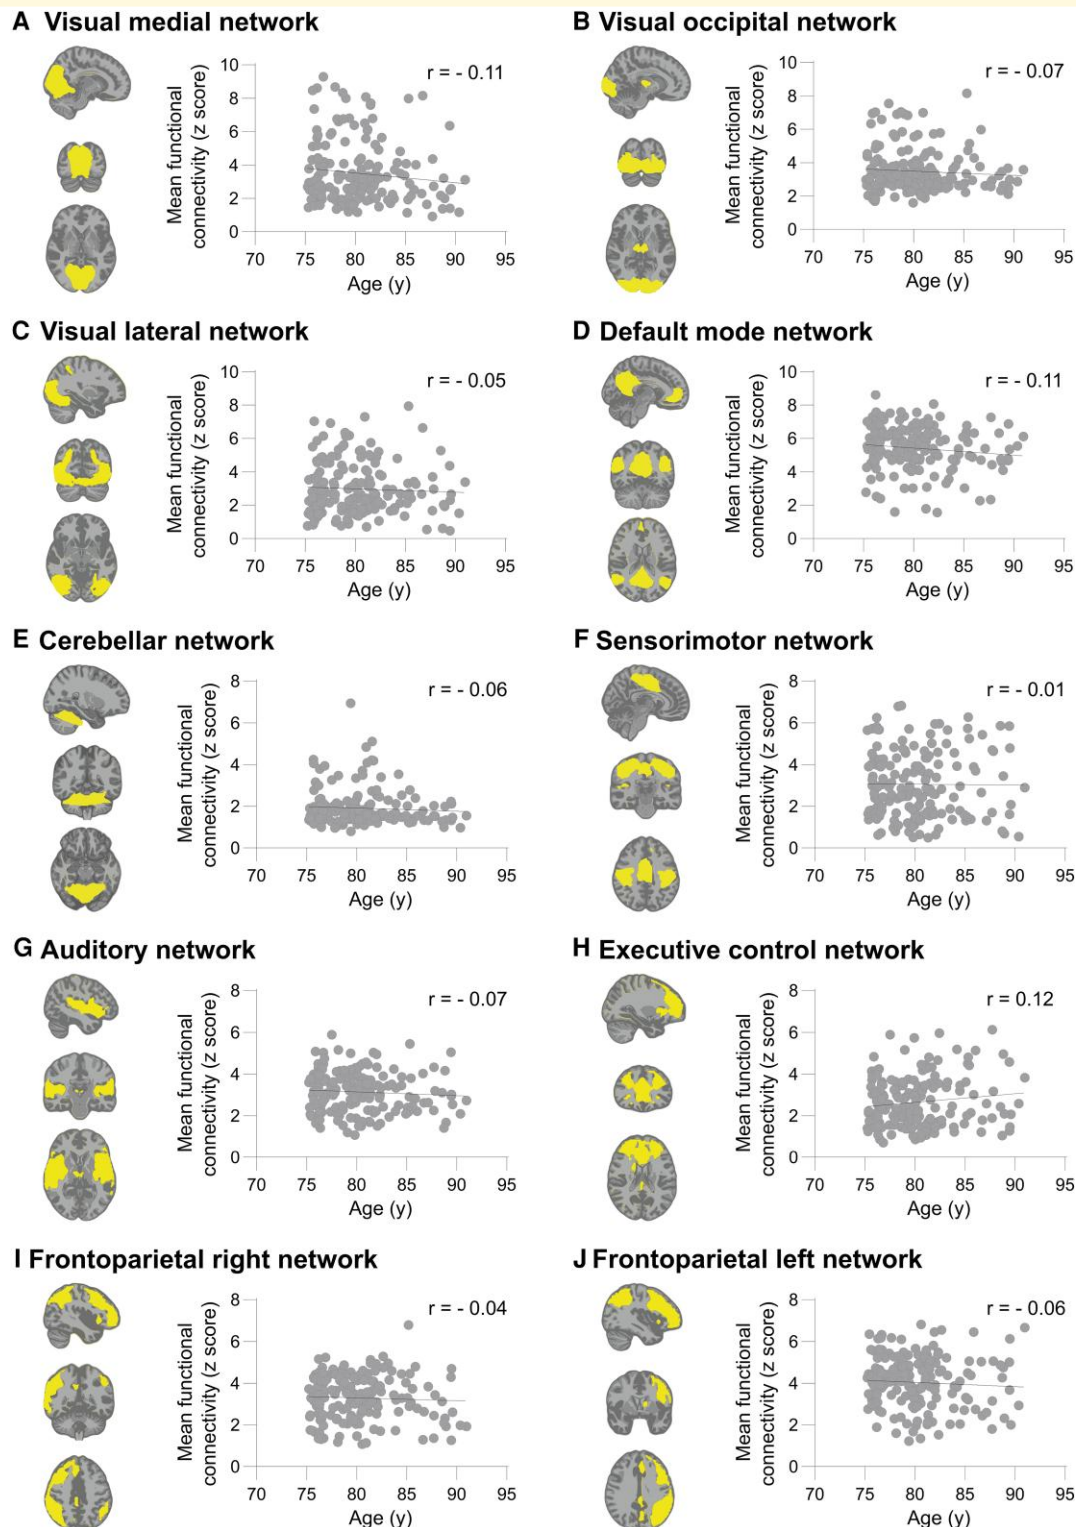 A Visual medial network
Mean functional
connectivity (z score)
10
8
6
4
2
0
r = - 0.11
70 75 80 85 90 95
Age (y)
B Visual occipital network
Mean functional
connectivity (z score)
10
8
6
4
2
0
r = - 0.07
70 75 80 85 90 95
Age (y)
C Visual lateral network
Mean functional
connectivity (z score)
10
8
6
4
2
0
r = - 0.05
70 75 80 85 90 95
Age (y)
D Default mode network
Mean functional
connectivity (z score)
10
8
6
4
2
0
r = - 0.11
70 75 80 85 90 95
Age (y)
E Cerebellar network
Mean functional
connectivity (z score)
8
6
4
2
0
r = - 0.06
70 75 80 85 90 95
Age (y)
F Sensorimotor network
Mean functional
connectivity (z score)
8
6
4
2
0
r = - 0.01
70 75 80 85 90 95
Age (y)
G Auditory network
Mean functional
connectivity (z score)
8
6
4
2
0
r = - 0.07
70 75 80 85 90 95
Age (y)
H Executive control network
Mean functional
connectivity (z score)
8
6
4
2
0
r = 0.12
70 75 80 85 90 95
Age (y)
I Frontoparietal right network
Mean functional
connectivity (z score)
8
6
4
2
0
r = - 0.04
70 75 80 85 90 95
Age (y)
J Frontoparietal left network
Mean functional
connectivity (z score)
8
6
4
2
0
r = - 0.06
70 75 80 85 90 95
Age (y)